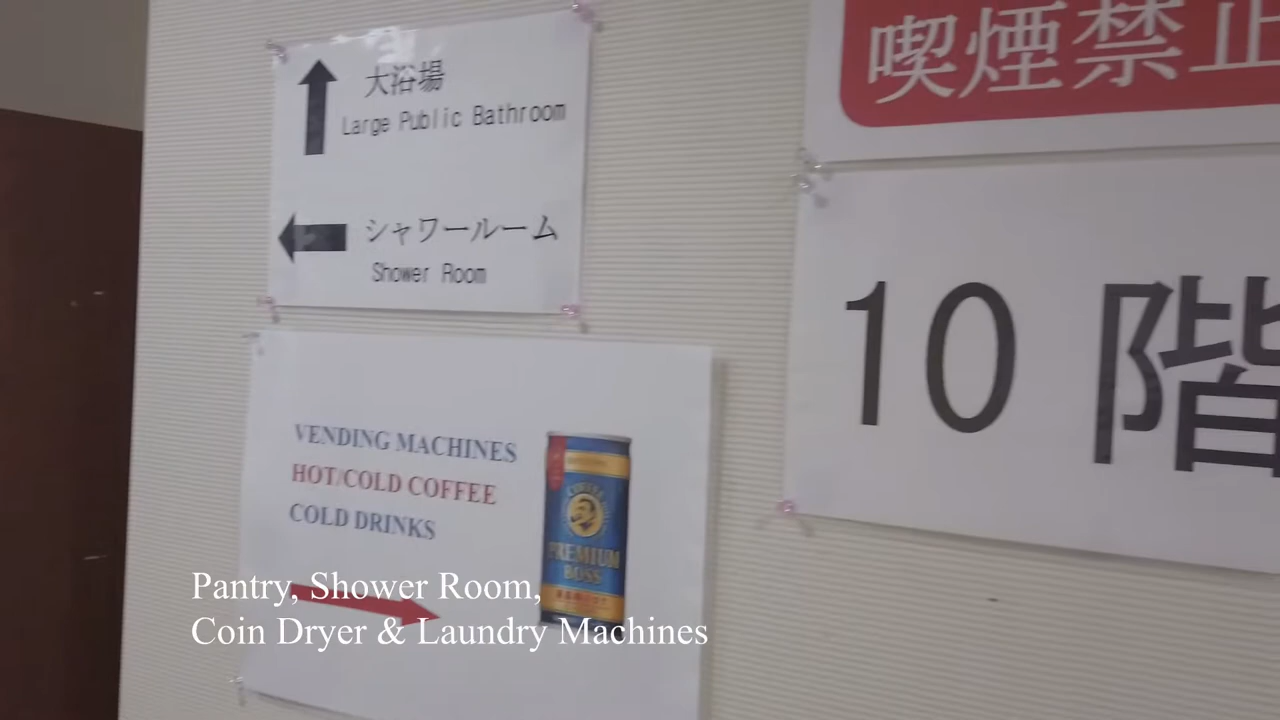 大浴場
Large Public Bathroom
シャワールーム
Shower Room
喫煙禁止
10 階
VENDING MACHINES
HOT/COLD COFFEE
COLD DRINKS
PREMIUM
BOSS
Pantry, Shower Room,
Coin Dryer & Laundry Machines